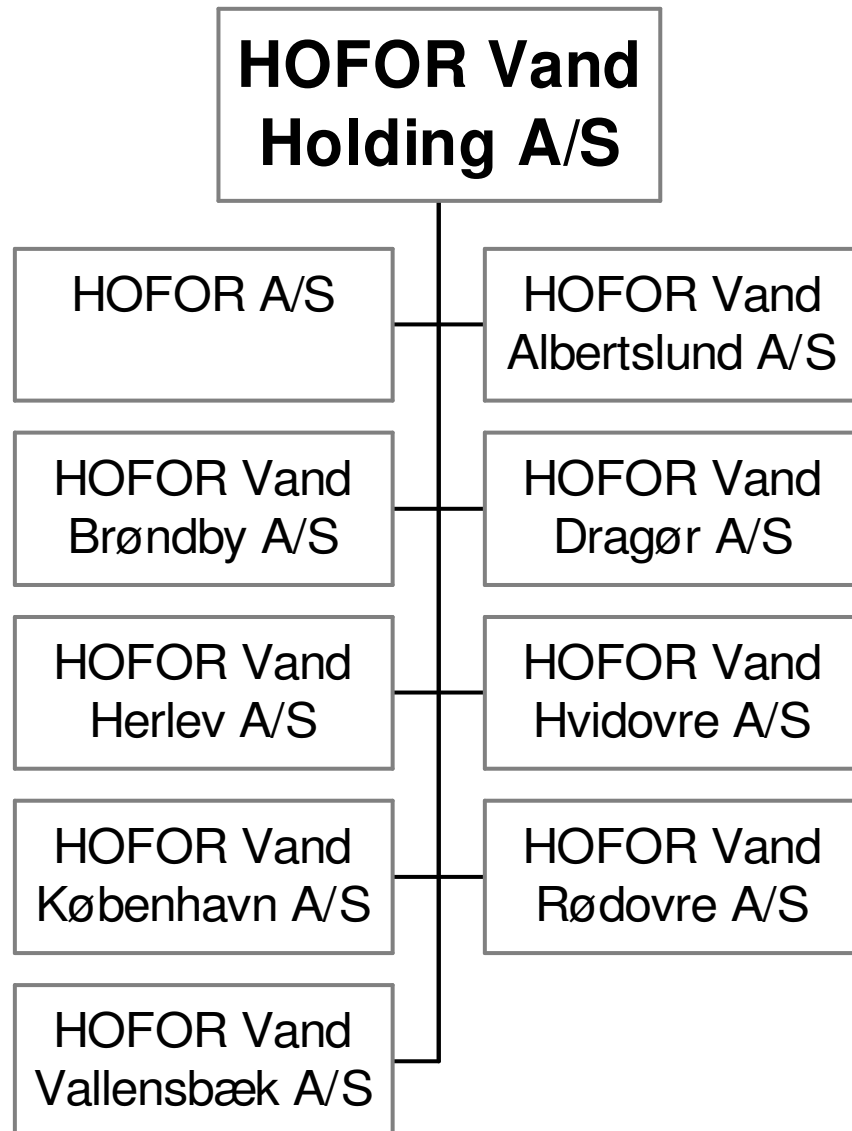 HOFOR Vand
Holding A/S
HOFOR A/S
HOFOR Vand
Albertslund A/S
HOFOR Vand
Brøndby A/S
HOFOR Vand
Dragør A/S
HOFOR Vand
Herlev A/S
HOFOR Vand
Hvidovre A/S
HOFOR Vand
København A/S
HOFOR Vand
Rødovre A/S
HOFOR Vand
Vallensbæk A/S